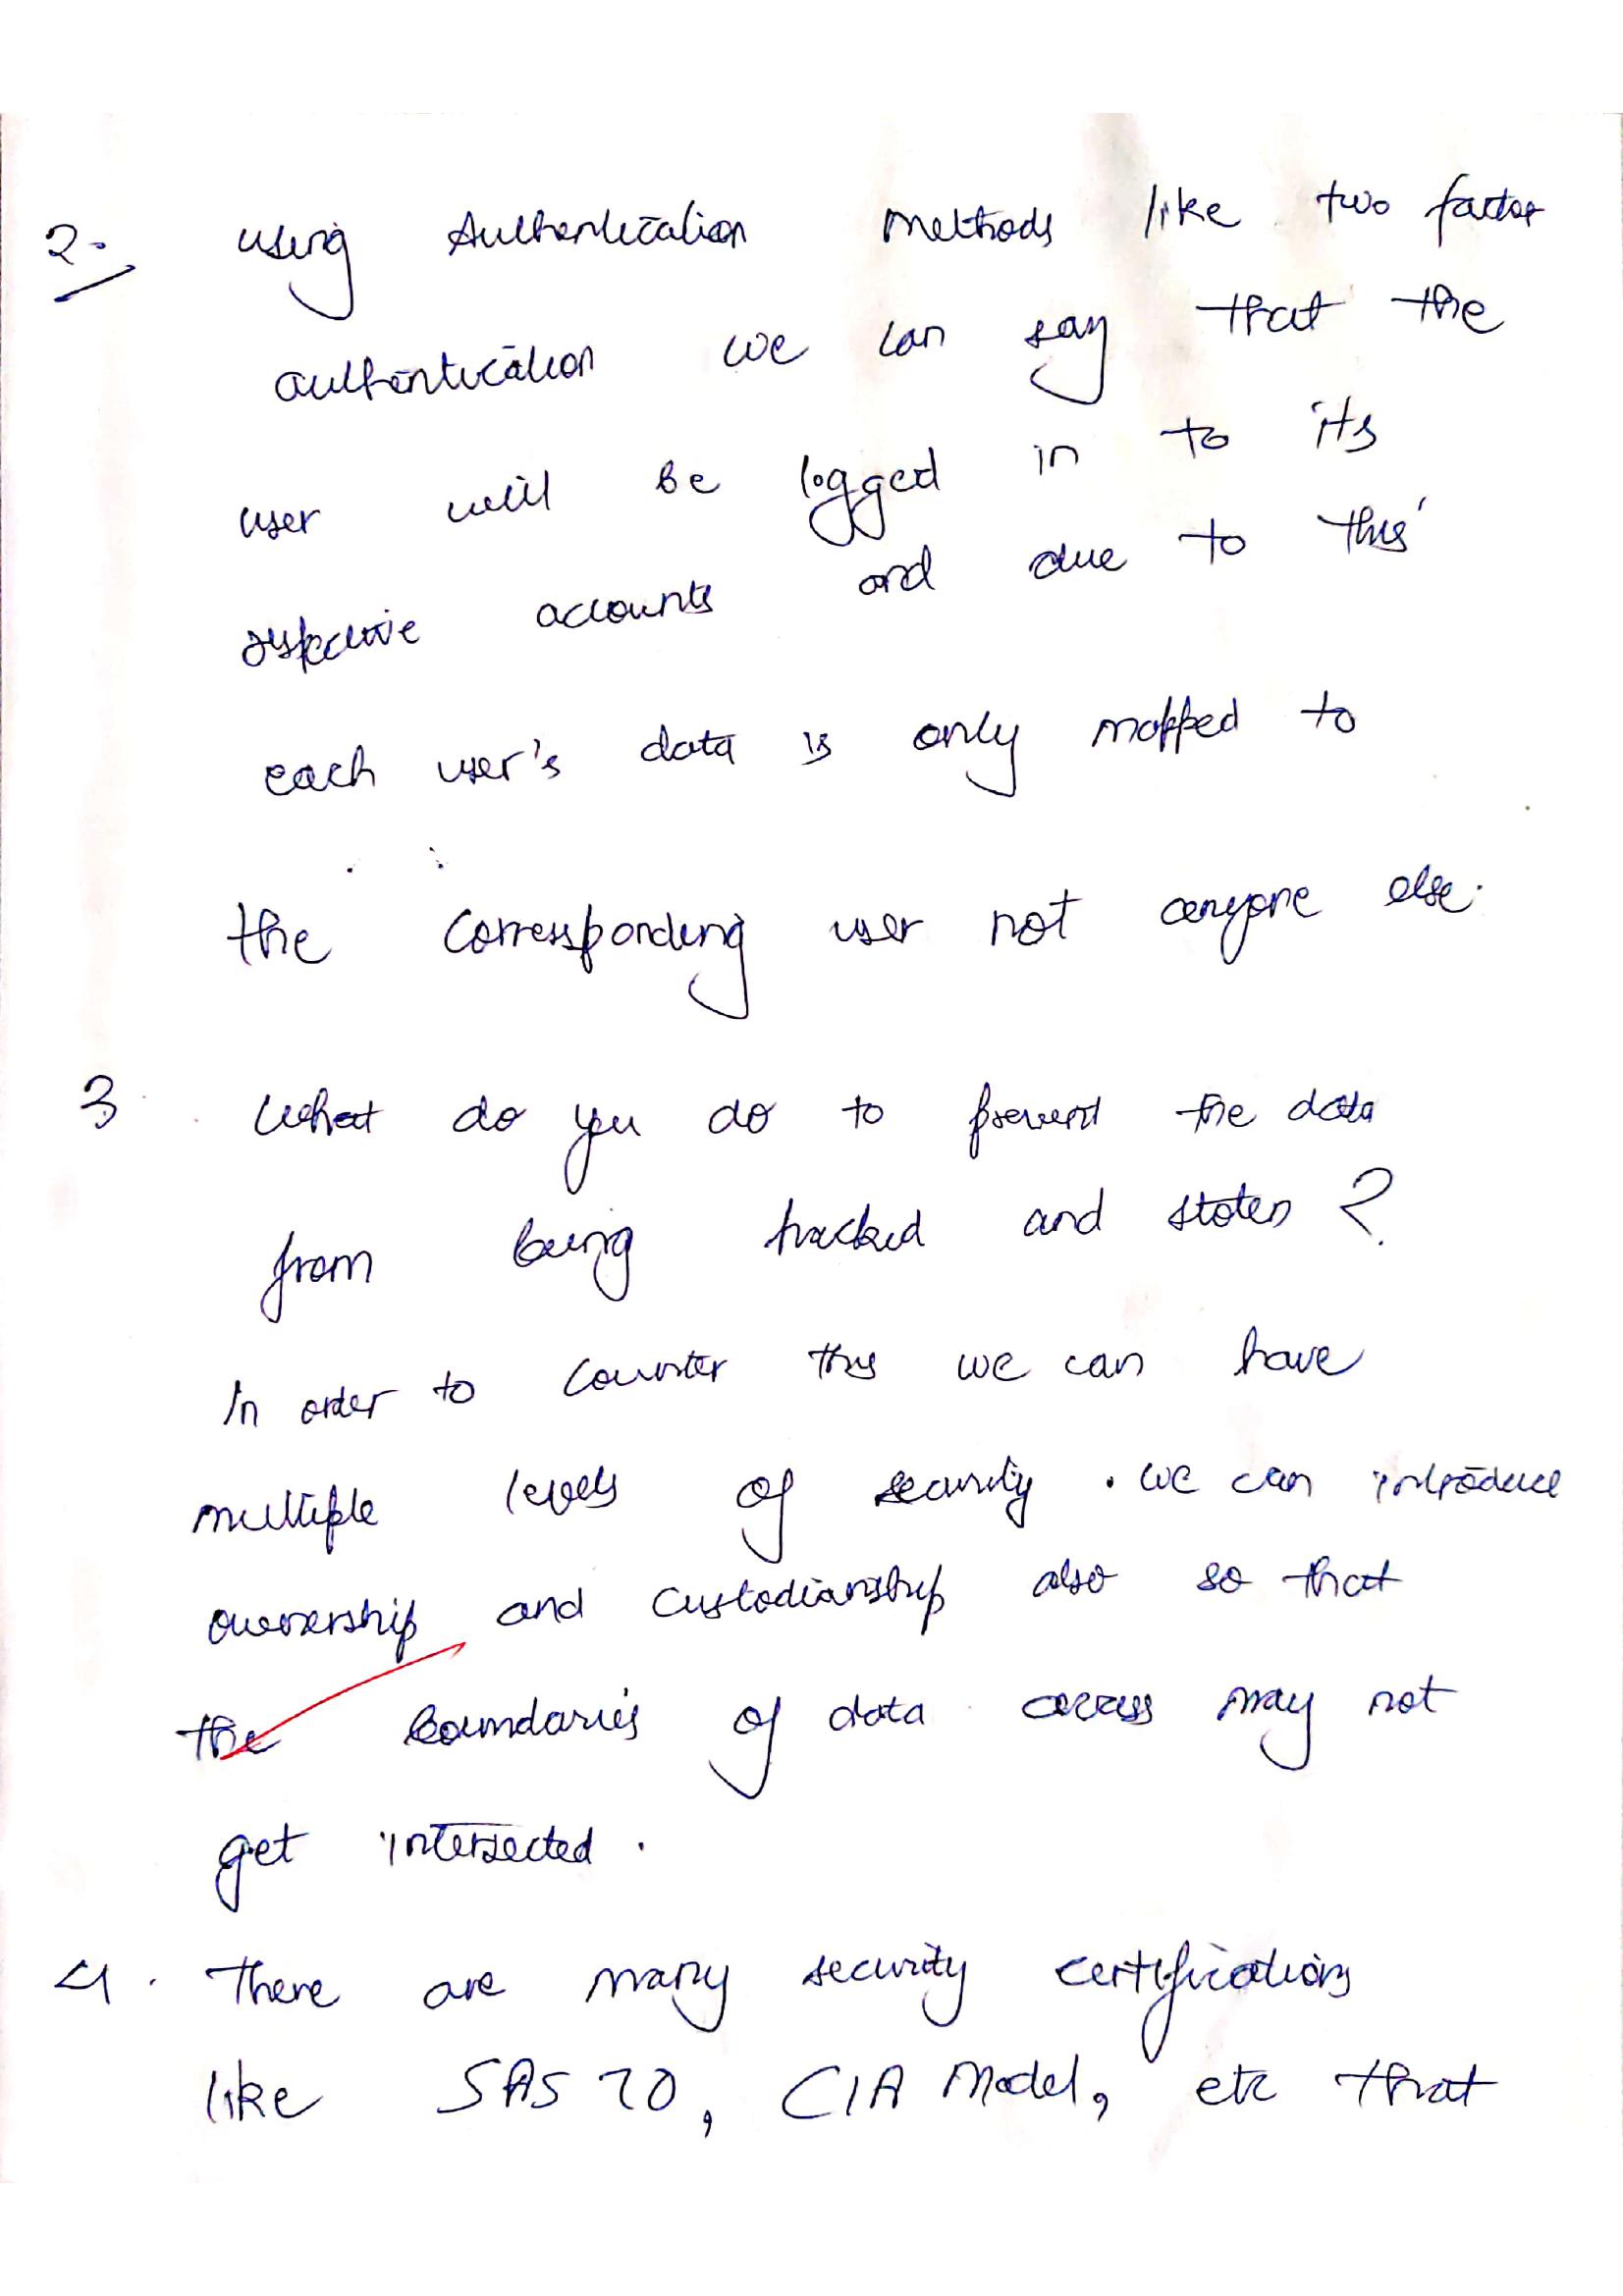 2. using Authentication methods like two factor
authentication we can say that the
user will be logged in to its
respective accounts and due to this
each user's data is only mapped to
the corresponding user not anyone else.
3. What do you do to prevent the data
from being hacked and stolen?
In order to counter this we can have
multiple levels of security. we can introduce
ownership and custodianship also so that
the boundaries of data access may not
get intersected.
4. There are many security certifications
like SAS 70, CIA Model, etc that